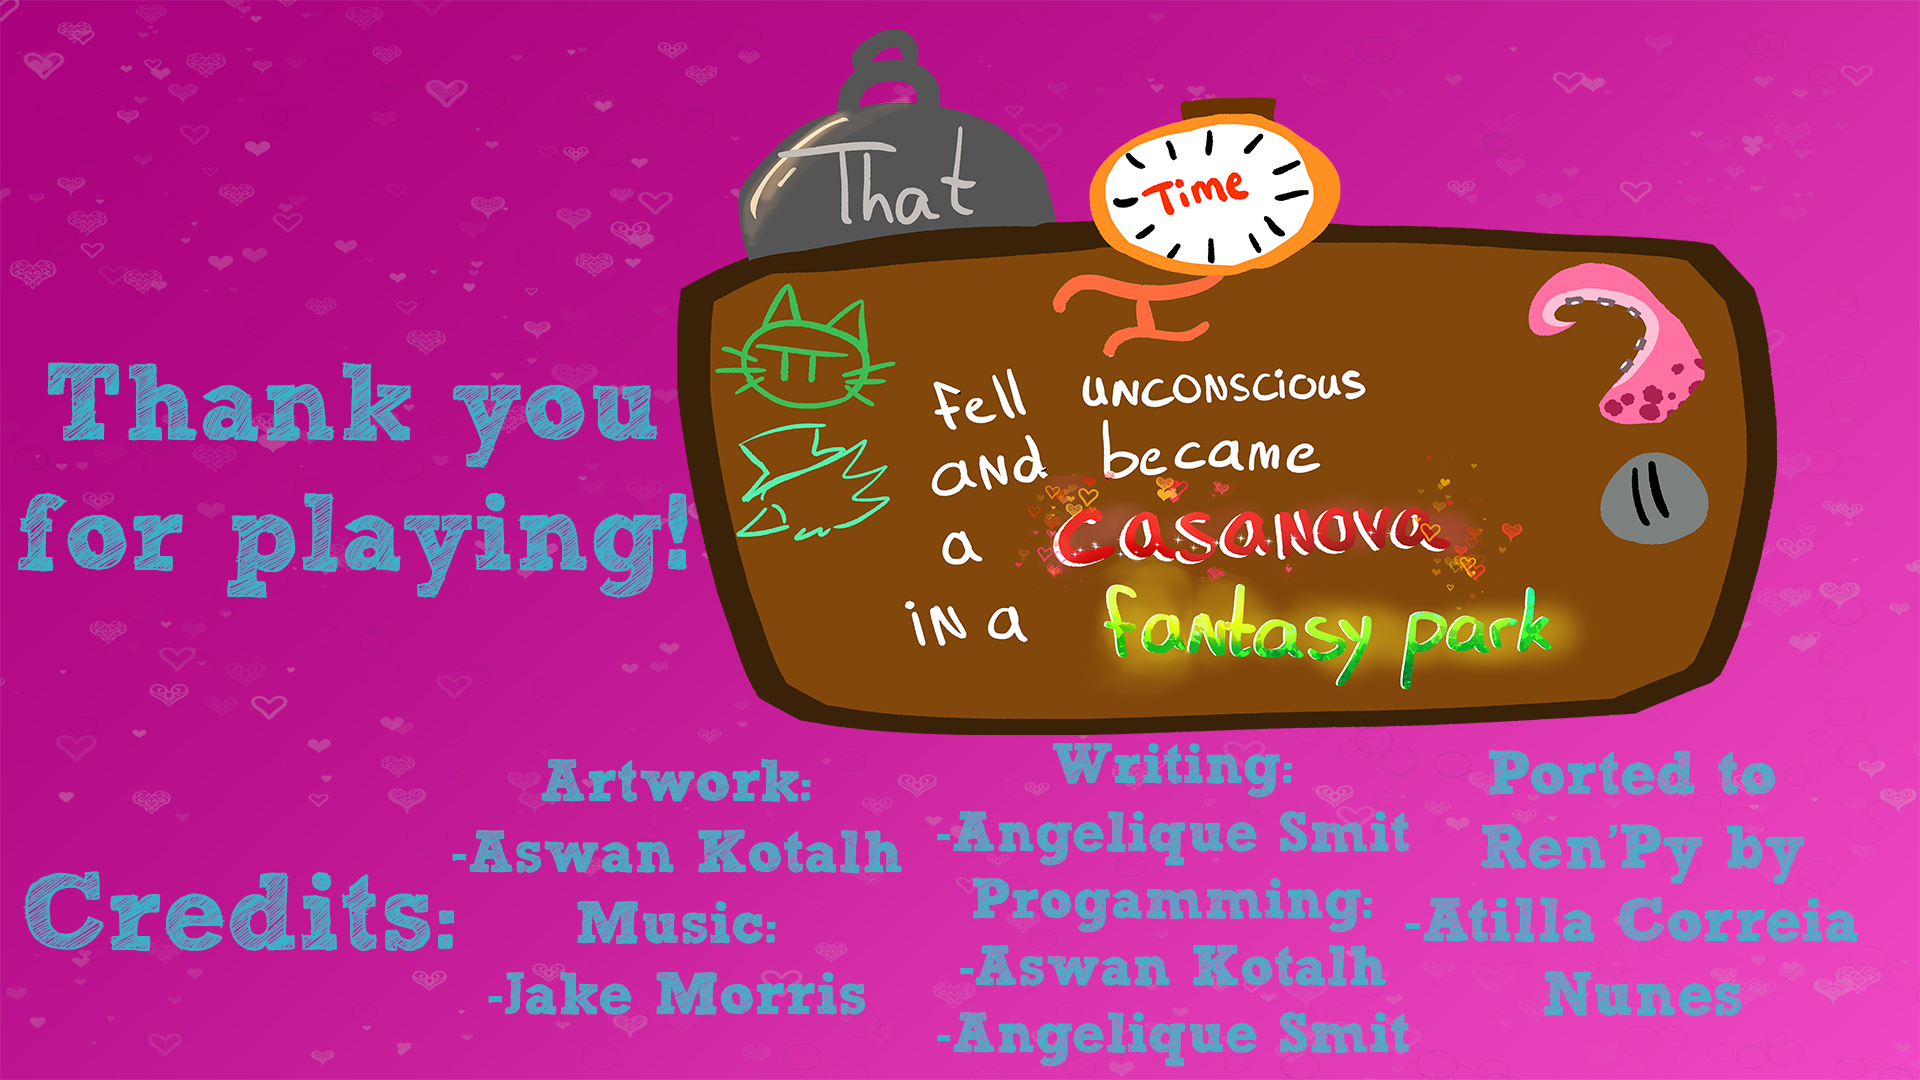 That
Time
I
fell unconscious
and became
a casanova
in a fantasy park
Thank you
for playing!
Credits:
Artwork:
-Aswan Kotalh
Music:
-Jake Morris
Writing:
-Angelique Smit
Progamming:
-Aswan Kotalh
-Angelique Smit
Ported to
Ren'Py by
-Atilla Correia
Nunes